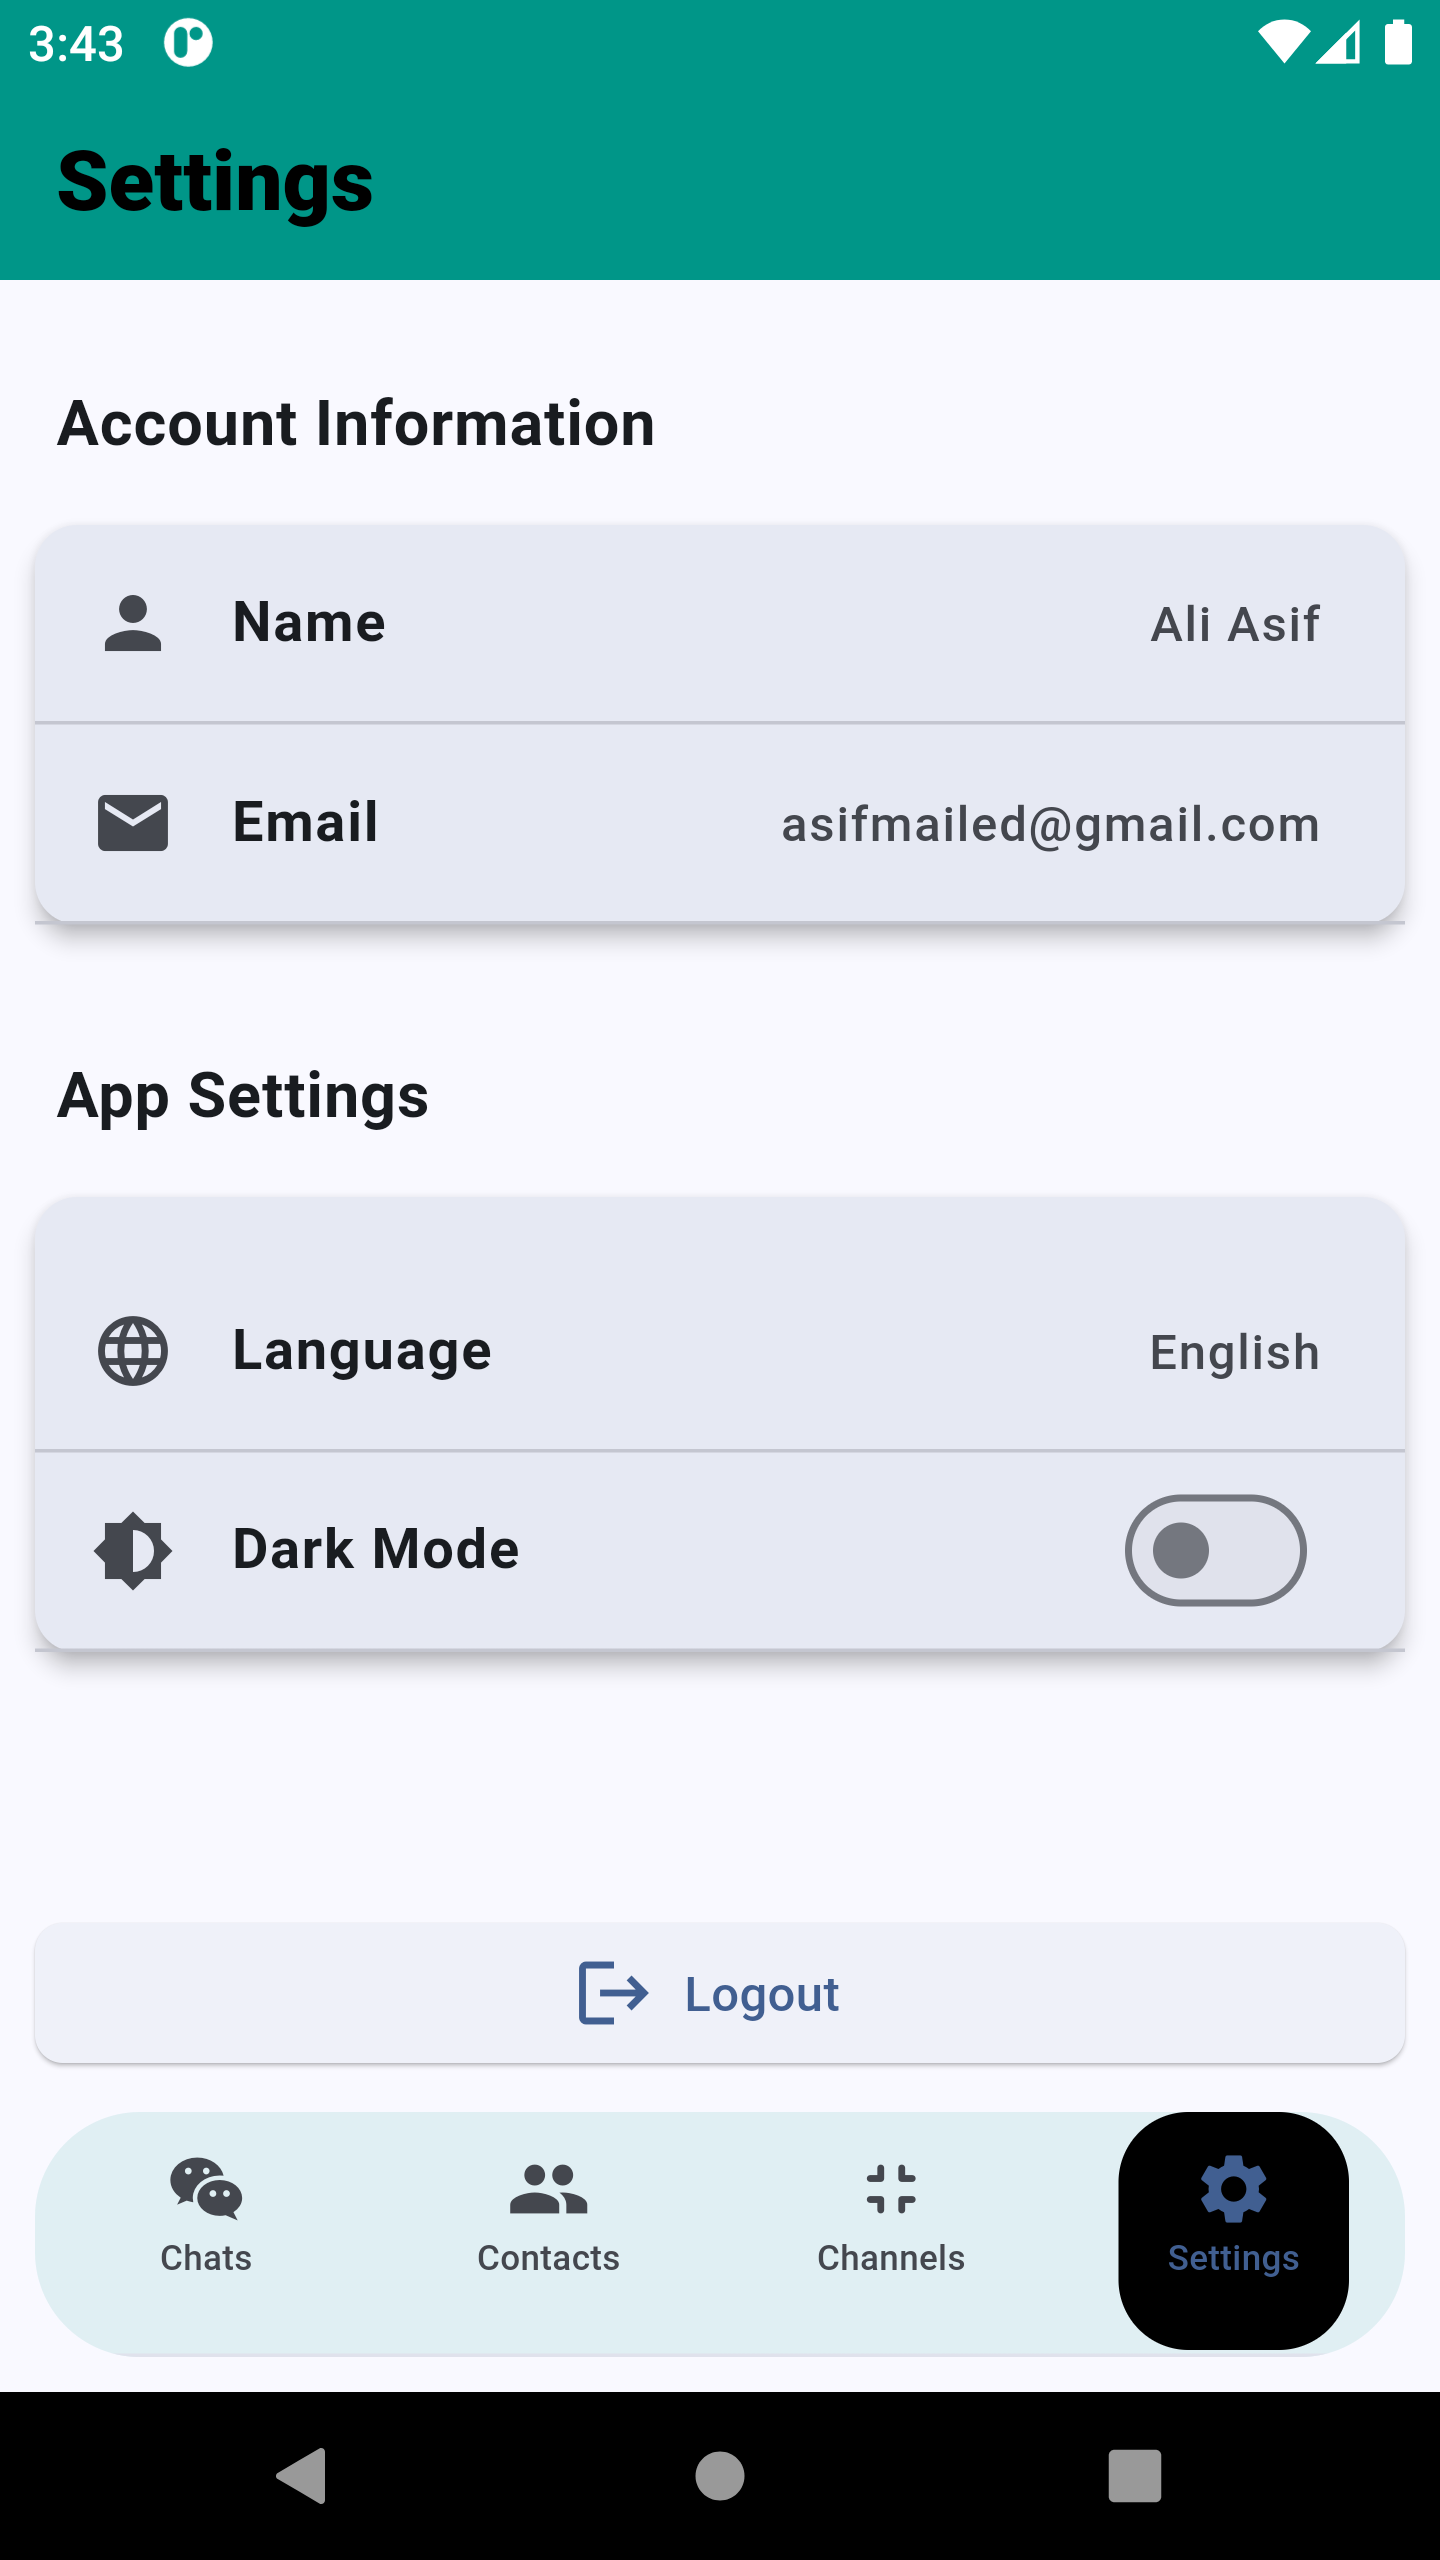 3:43
Settings
Account Information
Name Ali Asif
Email asifmailed@gmail.com
App Settings
Language English
Dark Mode
Logout
Chats Contacts Channels Settings